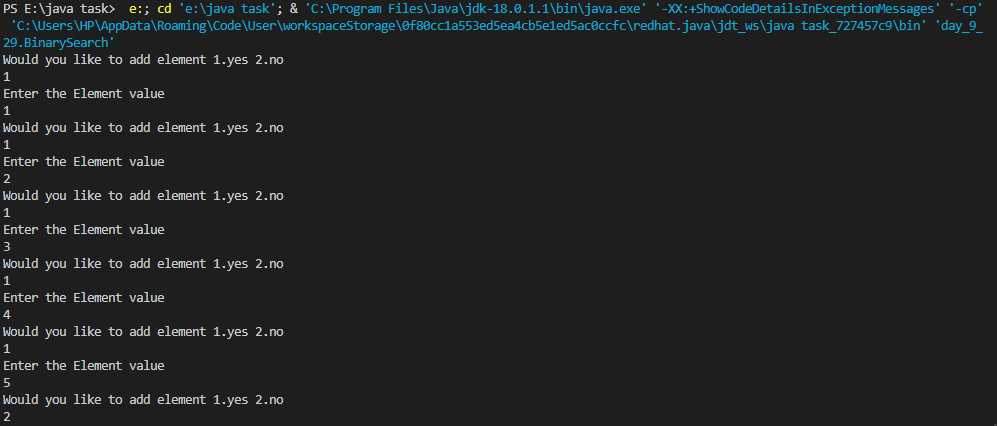 PS E:\java task>  e:; cd 'e:\java task'; & 'C:\Program Files\Java\jdk-18.0.1.1\bin\java.exe' '-XX:+ShowCodeDetailsInExceptionMessages' '-cp'
 'C:\Users\HP\AppData\Roaming\Code\User\workspaceStorage\0f80cc1a553ed5ea4cb5e1ed5ac0ccfc\redhat.java\jdt_ws\java task_727457c9\bin' 'day_9_
29.BinarySearch'
Would you like to add element 1.yes 2.no
1
Enter the Element value
1
Would you like to add element 1.yes 2.no
1
Enter the Element value
2
Would you like to add element 1.yes 2.no
1
Enter the Element value
3
Would you like to add element 1.yes 2.no
1
Enter the Element value
4
Would you like to add element 1.yes 2.no
1
Enter the Element value
5
Would you like to add element 1.yes 2.no
2